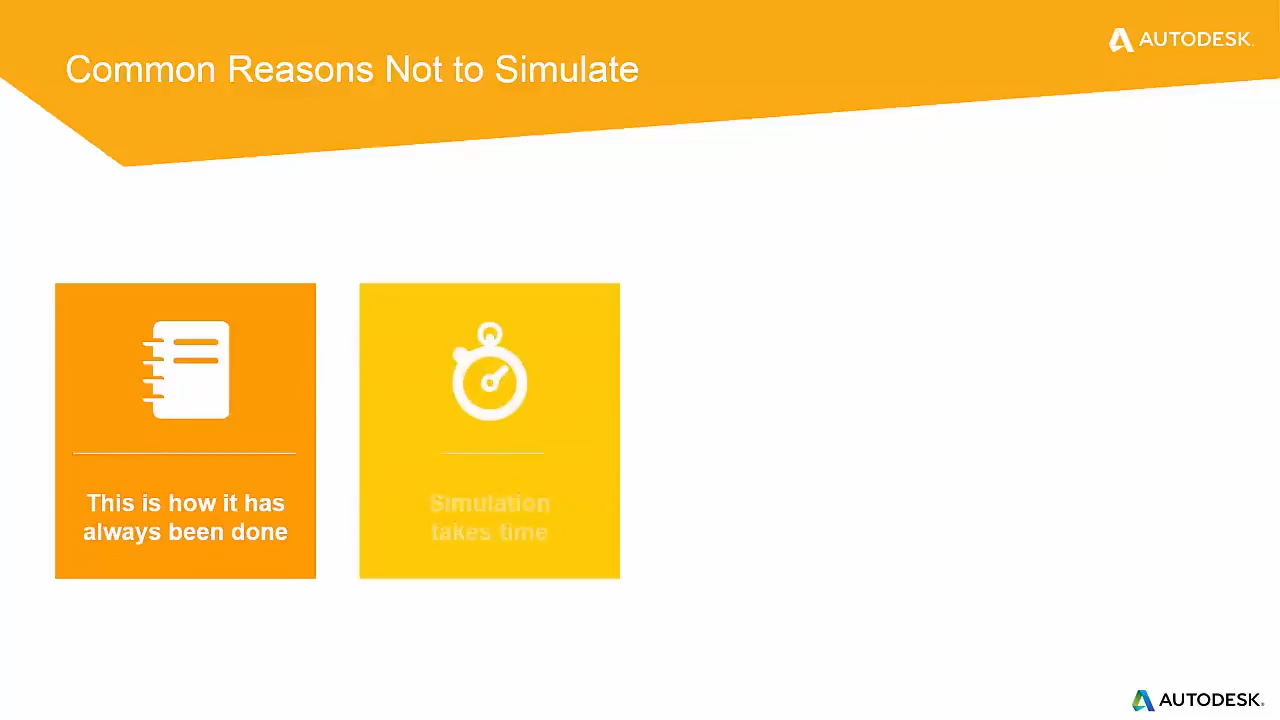 Common Reasons Not to Simulate
AUTODESK.
This is how it has
always been done
Simulation
takes time
AUTODESK®